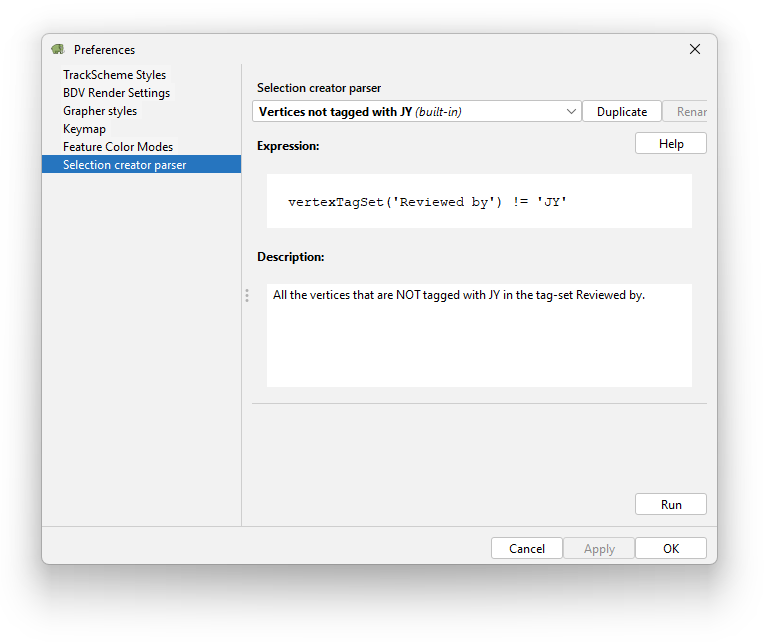 Preferences
TrackScheme Styles
BDV Render Settings
Grapher styles
Keymap
Feature Color Modes
Selection creator parser
Selection creator parser
Vertices not tagged with JY (built-in)
Duplicate
Renar
Expression:
Help
vertexTagSet('Reviewed by') != 'JY'
Description:
All the vertices that are NOT tagged with JY in the tag-set Reviewed by.
Run
Cancel
Apply
OK